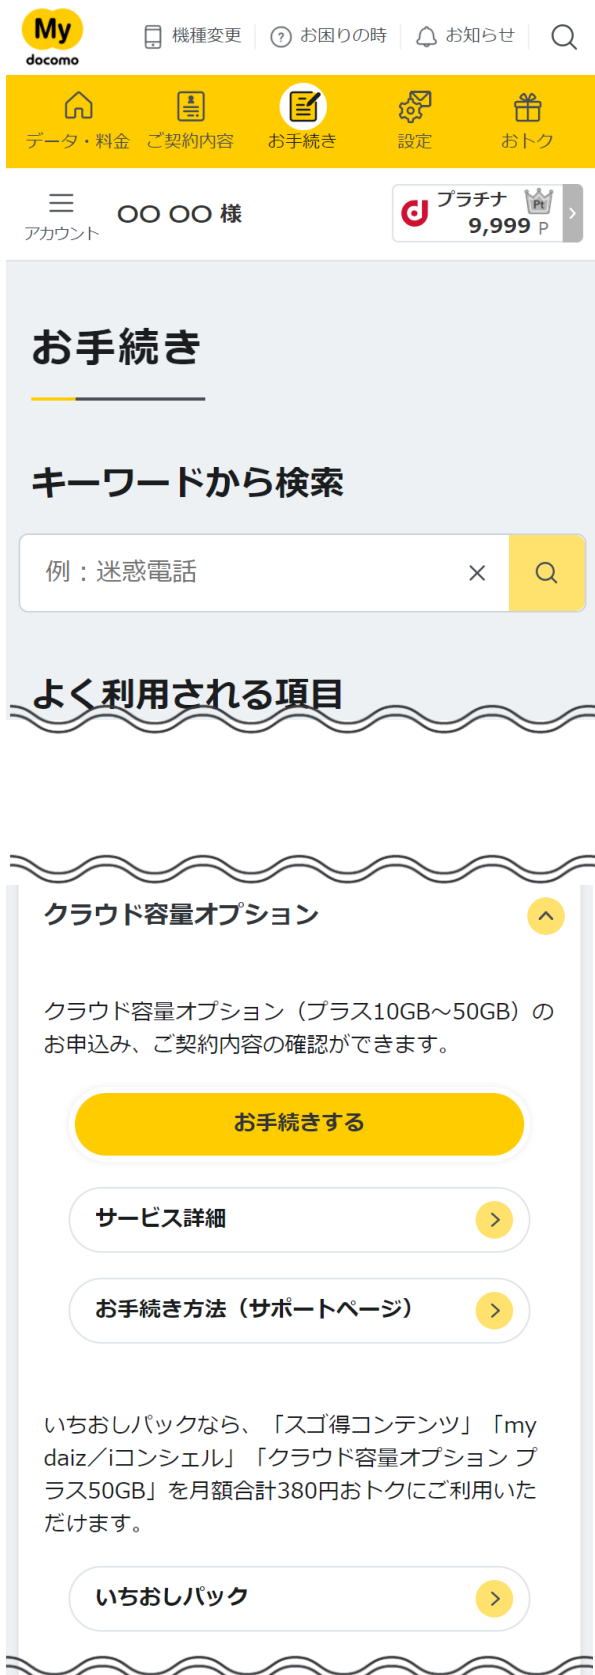 My
docomo
機種変更
お困りの時
お知らせ
データ・料金
ご契約内容
お手続き
設定
おトク
アカウント
〇〇 〇〇 様
d
プラチナ
Pt
9,999 P
お手続き
キーワードから検索
例：迷惑電話
よく利用される項目
クラウド容量オプション
クラウド容量オプション（プラス10GB～50GB）の
お申込み、ご契約内容の確認ができます。
お手続きする
サービス詳細
お手続き方法（サポートページ）
いちおしパックなら、「スゴ得コンテンツ」「my
daiz／iコンシェル」「クラウド容量オプション プ
ラス50GB」を月額合計380円おトクにご利用いた
だけます。
いちおしパック